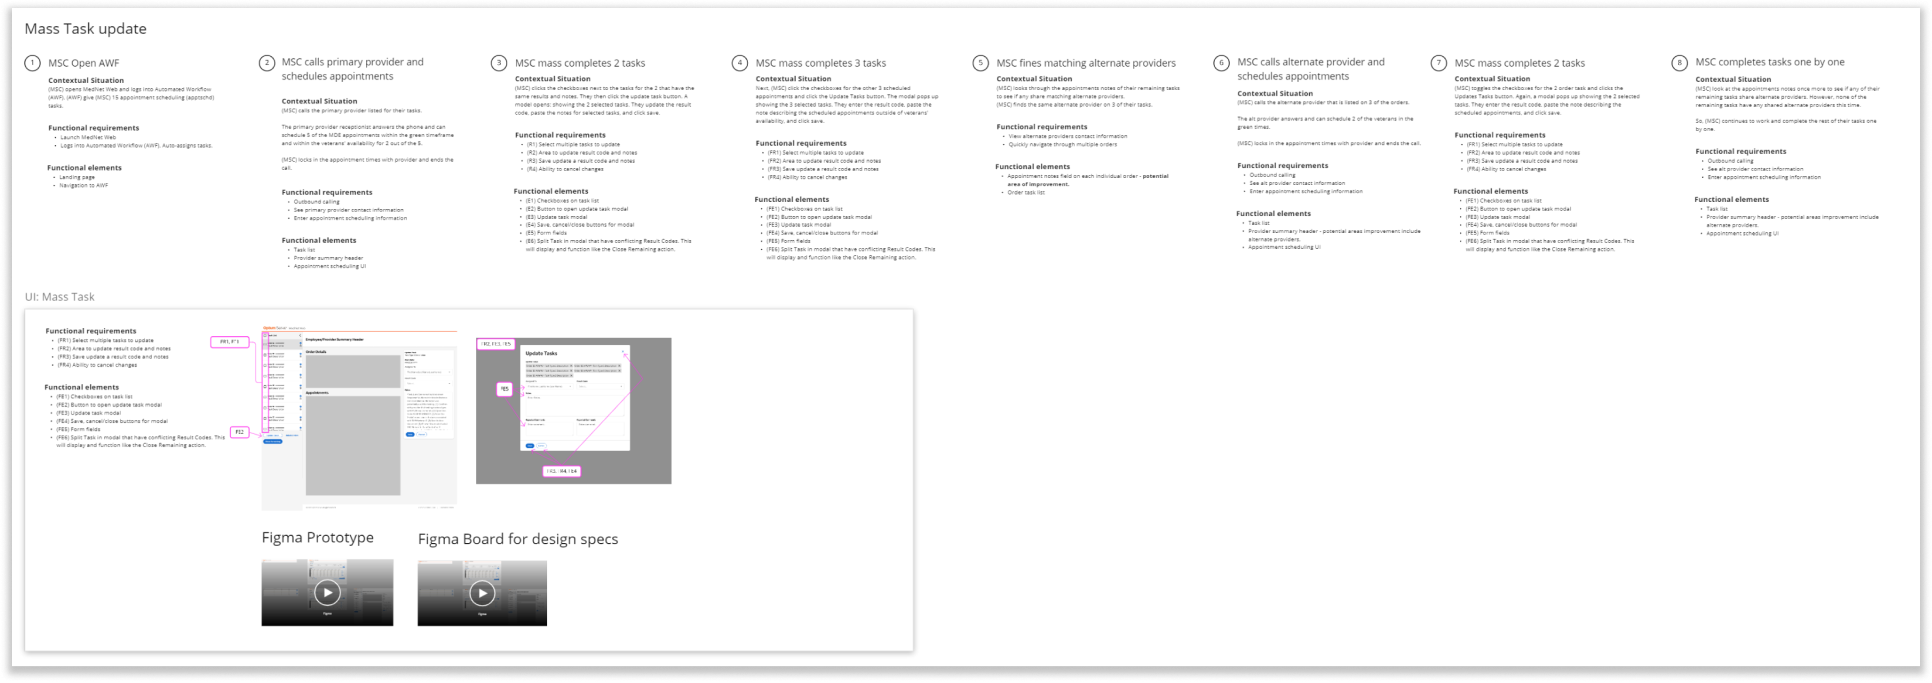 Mass Task update
1 MSC Open AWF
Contextual Situation
(MSC) opens MedNet Web and logs into Automated Workflow
(AWF), (AWF) give (MSC) 15 appointment scheduling (apptschd)
tasks.
Functional requirements
• Launch MedNet Web
• Logs into Automated Workflow (AWF), Auto-assigns tasks.
Functional elements
• Landing page
• Navigation to AWF
2 MSC calls primary provider and
schedules appointments
Contextual Situation
(MSC) calls the primary provider listed for their tasks.
The primary provider receptionist answers the phone and can
schedule 5 of the MDE appointments within the green timeframe
and within the veterans' availability for 2 out of the 5.
(MSC) locks in the appointment times with provider and ends the
call.
Functional requirements
• Outbound calling
• See primary provider contact information
• Enter appointment scheduling information
Functional elements
• Task list
• Provider summary header
• Appointment scheduling UI
3 MSC mass completes 2 tasks
Contextual Situation
(MSC) clicks the checkboxes next to the tasks for the 2 that have the
same results and notes. They then click the update task button. A
model opens: showing the 2 selected tasks. They update the result
code, paste the notes for selected tasks, and click save.
Functional requirements
• (R1) Select multiple tasks to update
• (R2) Area to update result code and notes
• (R3) Save update a result code and notes
• (R4) Ability to cancel changes
Functional elements
• (E1) Checkboxes on task list
• (E2) Button to open update task modal
• (E3) Update task modal
• (E4) Save, cancel/close buttons for modal
• (E5) Form fields
• (E6) Split Task in modal that have conflicting Result Codes. This
will display and function like the Close Remaining action.
4 MSC mass completes 3 tasks
Contextual Situation
Next, (MSC) click the checkboxes for the other 3 scheduled
appointments and click the Update Tasks button. The modal pops up
showing the 3 selected tasks. They enter the result code, paste the
note describing the scheduled appointments outside of veterans'
availability, and click save.
Functional requirements
• (FR1) Select multiple tasks to update
• (FR2) Area to update result code and notes
• (FR3) Save update a result code and notes
• (FR4) Ability to cancel changes
Functional elements
• (FE1) Checkboxes on task list
• (FE2) Button to open update task modal
• (FE3) Update task modal
• (FE4) Save, cancel/close buttons for modal
• (FE5) Form fields
• (FE6) Split Task in modal that have conflicting Result Codes. This
will display and function like the Close Remaining action.
5 MSC fines matching alternate providers
Contextual Situation
(MSC) looks through the appointments notes of their remaining tasks
to see if any share matching alternate providers.
(MSC) finds the same alternate provider on 3 of their tasks.
Functional requirements
• View alternate providers contact information
• Quickly navigate through multiple orders
Functional elements
• Appointment notes field on each individual order - potential
area of improvement.
• Order task list
6 MSC calls alternate provider and
schedules appointments
Contextual Situation
(MSC) calls the alternate provider that is listed on 3 of the orders.
The alt provider answers and can schedule 2 of the veterans in the
green times.
(MSC) locks in the appointment times with provider and ends the call.
Functional requirements
• Outbound calling
• See alt provider contact information
• Enter appointment scheduling information
Functional elements
• Task list
• Provider summary header - potential areas improvement include
alternate providers.
• Appointment scheduling UI
7 MSC mass completes 2 tasks
Contextual Situation
(MSC) toggles the checkboxes for the 2 order task and clicks the
Updates Tasks button. Again, a modal pops up showing the 2 selected
tasks. They enter the result code, paste the note describing the
scheduled appointments, and click save.
Functional requirements
• (FR1) Select multiple tasks to update
• (FR2) Area to update result code and notes
• (FR3) Save update a result code and notes
• (FR4) Ability to cancel changes
Functional elements
• (FE1) Checkboxes on task list
• (FE2) Button to open update task modal
• (FE3) Update task modal
• (FE4) Save, cancel/close buttons for modal
• (FE5) Form fields
• (FE6) Split Task in modal that have conflicting Result Codes. This
will display and function like the Close Remaining action.
8 MSC completes tasks one by one
Contextual Situation
(MSC) look at the appointments notes once more to see if any of their
remaining tasks share alternate providers. However, none of the
remaining tasks have any shared alternate providers this time.
So, (MSC) continues to work and complete the rest of their tasks one
by one.
Functional requirements
• Outbound calling
• See alt provider contact information
• Enter appointment scheduling information
Functional elements
• Task list
• Provider summary header - potential areas improvement include
alternate providers.
• Appointment scheduling UI
UI: Mass Task
Functional requirements
• (FR1) Select multiple tasks to update
• (FR2) Area to update result code and notes
• (FR3) Save update a result code and notes
• (FR4) Ability to cancel changes
Functional elements
• (FE1) Checkboxes on task list
• (FE2) Button to open update task modal
• (FE3) Update task modal
• (FE4) Save, cancel/close buttons for modal
• (FE5) Form fields
• (FE6) Split Task in modal that have conflicting Result Codes. This
will display and function like the Close Remaining action.
FE2
Employee/Provider Summary Header
Order Details
Appointments
FR2, FE3, FE5
Update Tasks
FE5
FR3, FR4, FE4
Figma Prototype
Figma
Figma Board for design specs
Figma